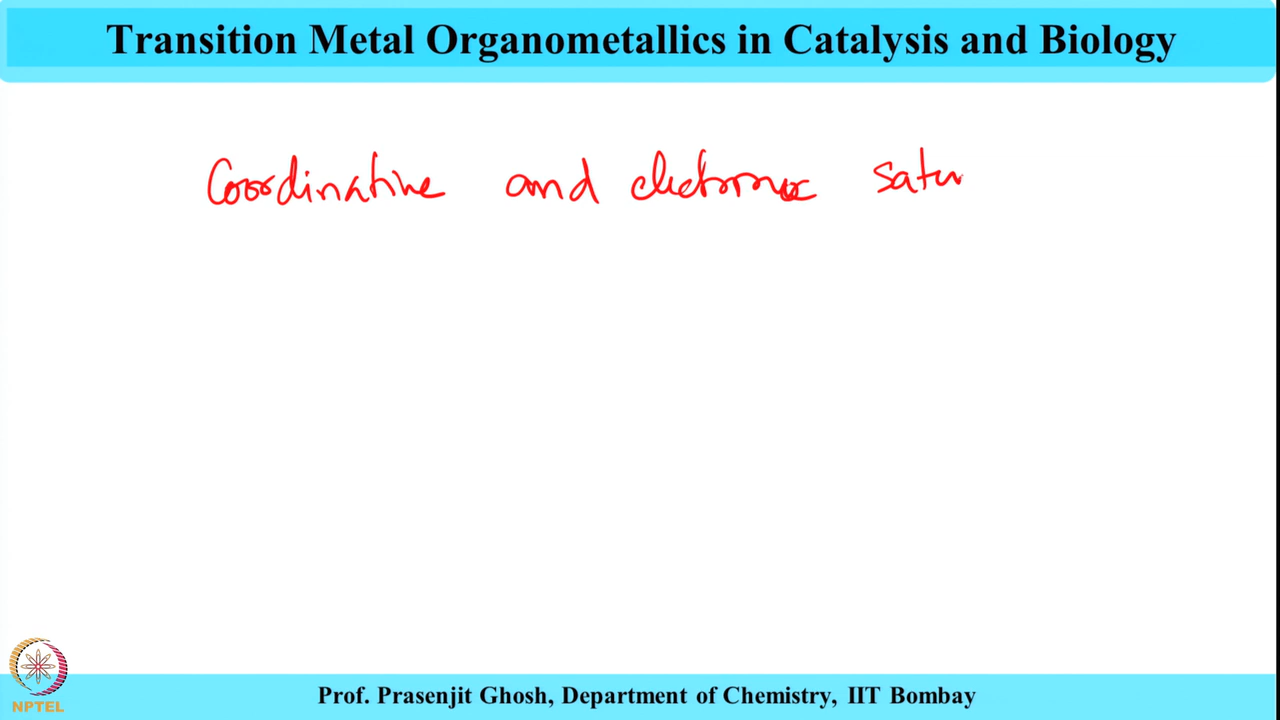 Transition Metal Organometallics in Catalysis and Biology
Coordinative and electronic satu
NPTEL
Prof. Prasenjit Ghosh, Department of Chemistry, IIT Bombay